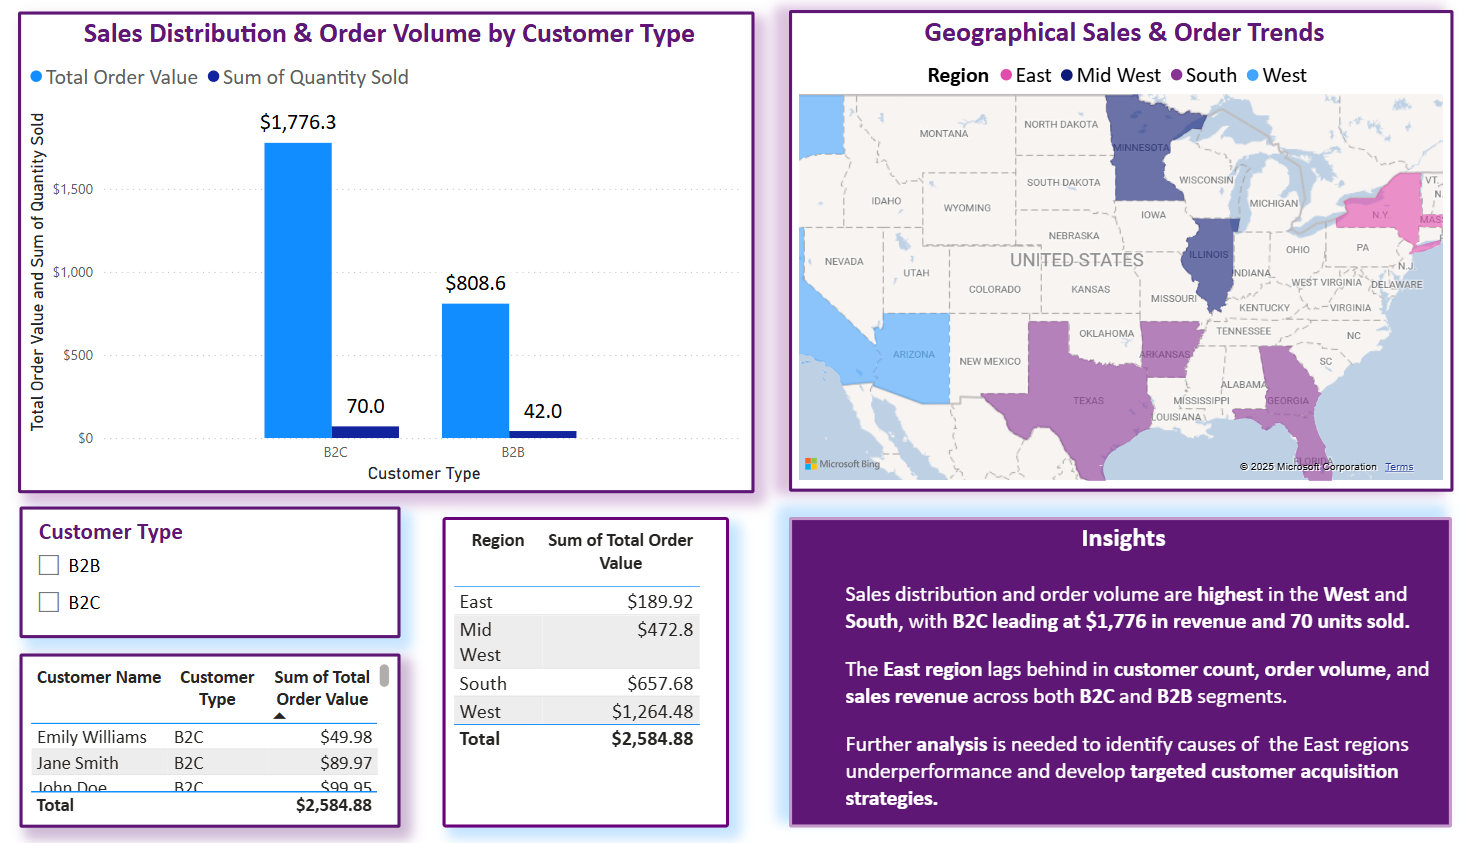 Sales Distribution & Order Volume by Customer Type
Total Order Value Sum of Quantity Sold
Total Order Value and Sum of Quantity Sold
$1,500
$1,000
$500
$0
$1,776.3
70.0
$808.6
42.0
B2C
B2B
Customer Type
Geographical Sales & Order Trends
Region East Mid West South West
MONTANA
NORTH DAKOTA
MINNESOTA
SOUTH DAKOTA
WISCONSIN
VT.
N.
IDAHO
WYOMING
MICHIGAN
IOWA
N.Y.
MAS
NEBRASKA
NEVADA
UTAH
UNITED STATES
ILLINOIS
INDIANA
OHIO
PA
N.J
COLORADO
KANSAS
MISSOURI
WEST VIRGINIA
DELAWARE
KENTUCKY
VIRGINIA
ARIZONA
NEW MEXICO
OKLAHOMA
ARKANSAS
TENNESSEE
NC
SC
TEXAS
ALABAMA
MISSISSIPPI
GEORGIA
LOUISIANA
FLORIDA
Microsoft Bing
© 2025 Microsoft Corporation Terms
Customer Type
B2B
B2C
Customer Name Customer Type Sum of Total Order Value
Emily Williams B2C $49.98
Jane Smith B2C $89.97
John Doe B2C $99.95
Total $2,584.88
Region Sum of Total Order Value
East $189.92
Mid West $472.8
South $657.68
West $1,264.48
Total $2,584.88
Insights
Sales distribution and order volume are highest in the West and
South, with B2C leading at $1,776 in revenue and 70 units sold.
The East region lags behind in customer count, order volume, and
sales revenue across both B2C and B2B segments.
Further analysis is needed to identify causes of  the East regions
underperformance and develop targeted customer acquisition
strategies.